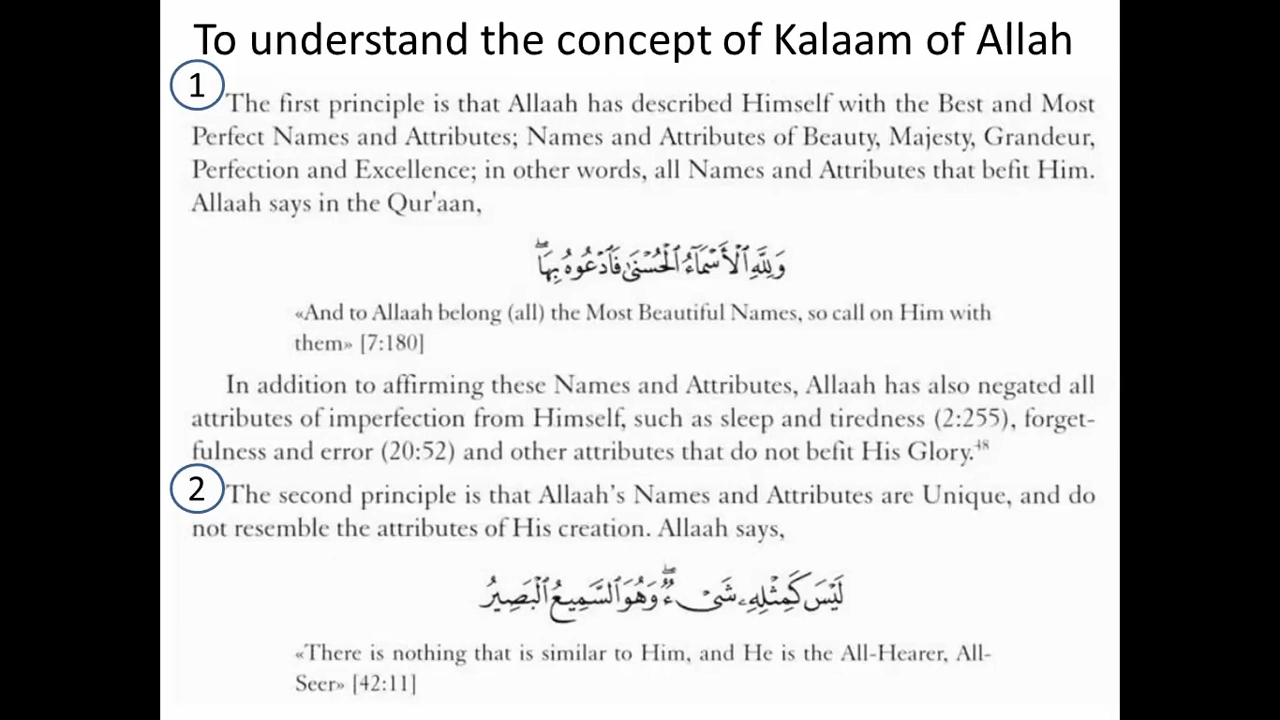 To understand the concept of Kalaam of Allah
1
The first principle is that Allaah has described Himself with the Best and Most
Perfect Names and Attributes; Names and Attributes of Beauty, Majesty, Grandeur,
Perfection and Excellence; in other words, all Names and Attributes that befit Him.
Allaah says in the Qur'aan,
وَلِلَّهِ ٱلْأَسْمَآءُ ٱلْحُسْنَىٰ فَٱدْعُوهُ بِهَا ۖ
«And to Allaah belong (all) the Most Beautiful Names, so call on Him with
them» [7:180]
In addition to affirming these Names and Attributes, Allaah has also negated all
attributes of imperfection from Himself, such as sleep and tiredness (2:255), forget-
fulness and error (20:52) and other attributes that do not befit His Glory.48
2
The second principle is that Allaah's Names and Attributes are Unique, and do
not resemble the attributes of His creation. Allaah says,
لَيْسَ كَمِثْلِهِۦ شَىْءٌ ۖ وَهُوَ ٱلسَّمِيعُ ٱلْبَصِيرُ
«There is nothing that is similar to Him, and He is the All-Hearer, All-
Seer» [42:11]